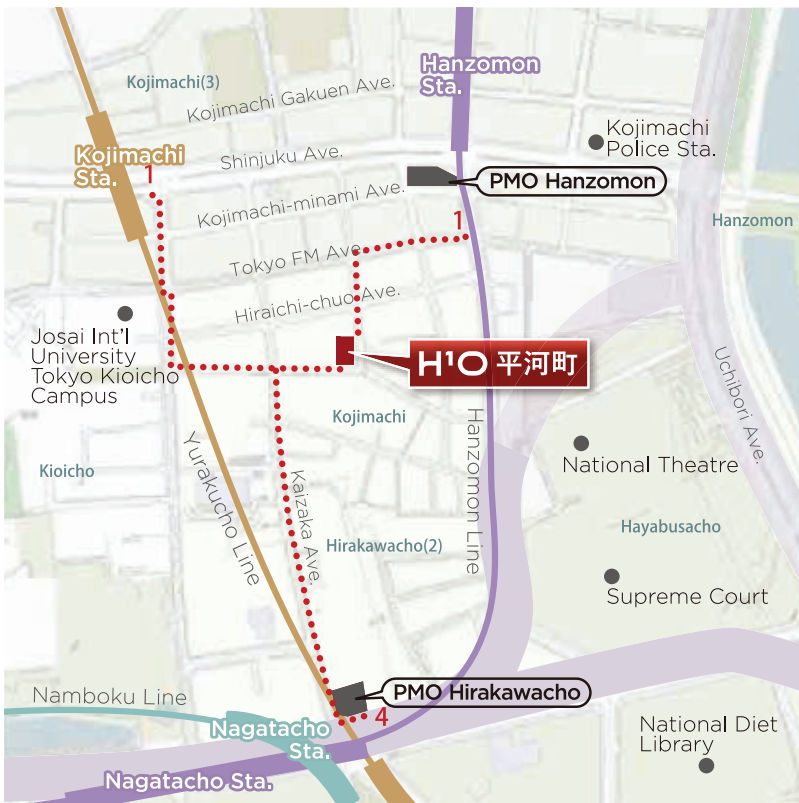 Kojimachi(3)
Kojimachi Gakuen Ave.
Hanzomon
Sta.
Kojimachi
Police Sta.
Kojimachi
Sta.
1
Shinjuku Ave.
PMO Hanzomon
Kojimachi-minami Ave.
1
Hanzomon
Tokyo FM Ave.
Hiraichi-chuo Ave.
Josai Int'l
University
Tokyo Kioicho
Campus
H¹O 平河町
Uchibori Ave.
Kojimachi
Kioicho
Yurakucho Line
Kaizaka Ave.
Hanzomon Line
National Theatre
Hirakawacho(2)
Hayabusacho
Supreme Court
Namboku Line
PMO Hirakawacho
4
Nagatacho
Sta.
National Diet
Library
Nagatacho Sta.